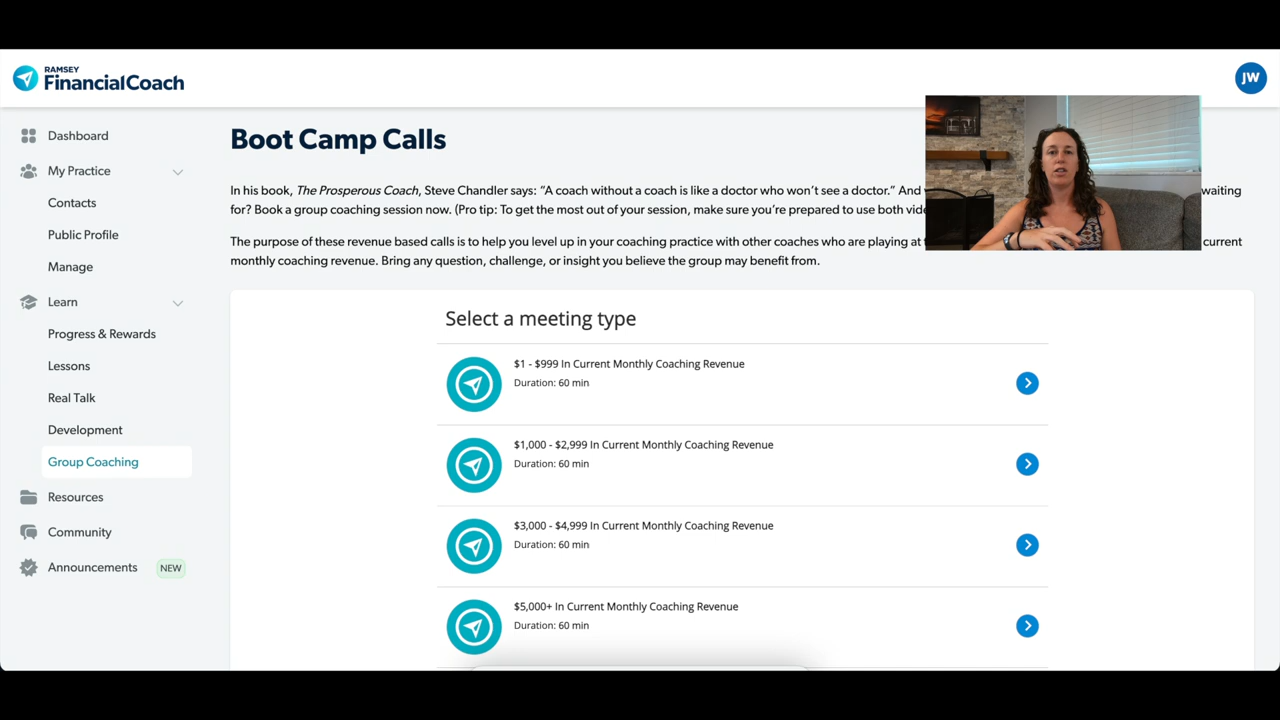 RAMSEY
FinancialCoach
JW
Dashboard
My Practice
Contacts
Public Profile
Manage
Learn
Progress & Rewards
Lessons
Real Talk
Development
Group Coaching
Resources
Community
Announcements NEW
Boot Camp Calls
In his book, The Prosperous Coach, Steve Chandler says: “A coach without a coach is like a doctor who won’t see a doctor.” And waiting
for? Book a group coaching session now. (Pro tip: To get the most out of your session, make sure you’re prepared to use both
The purpose of these revenue based calls is to help you level up in your coaching practice with other coaches who are playing at current
monthly coaching revenue. Bring any question, challenge, or insight you believe the group may benefit from.
Select a meeting type
$1 - $999 In Current Monthly Coaching Revenue
Duration: 60 min
$1,000 - $2,999 In Current Monthly Coaching Revenue
Duration: 60 min
$3,000 - $4,999 In Current Monthly Coaching Revenue
Duration: 60 min
$5,000+ In Current Monthly Coaching Revenue
Duration: 60 min